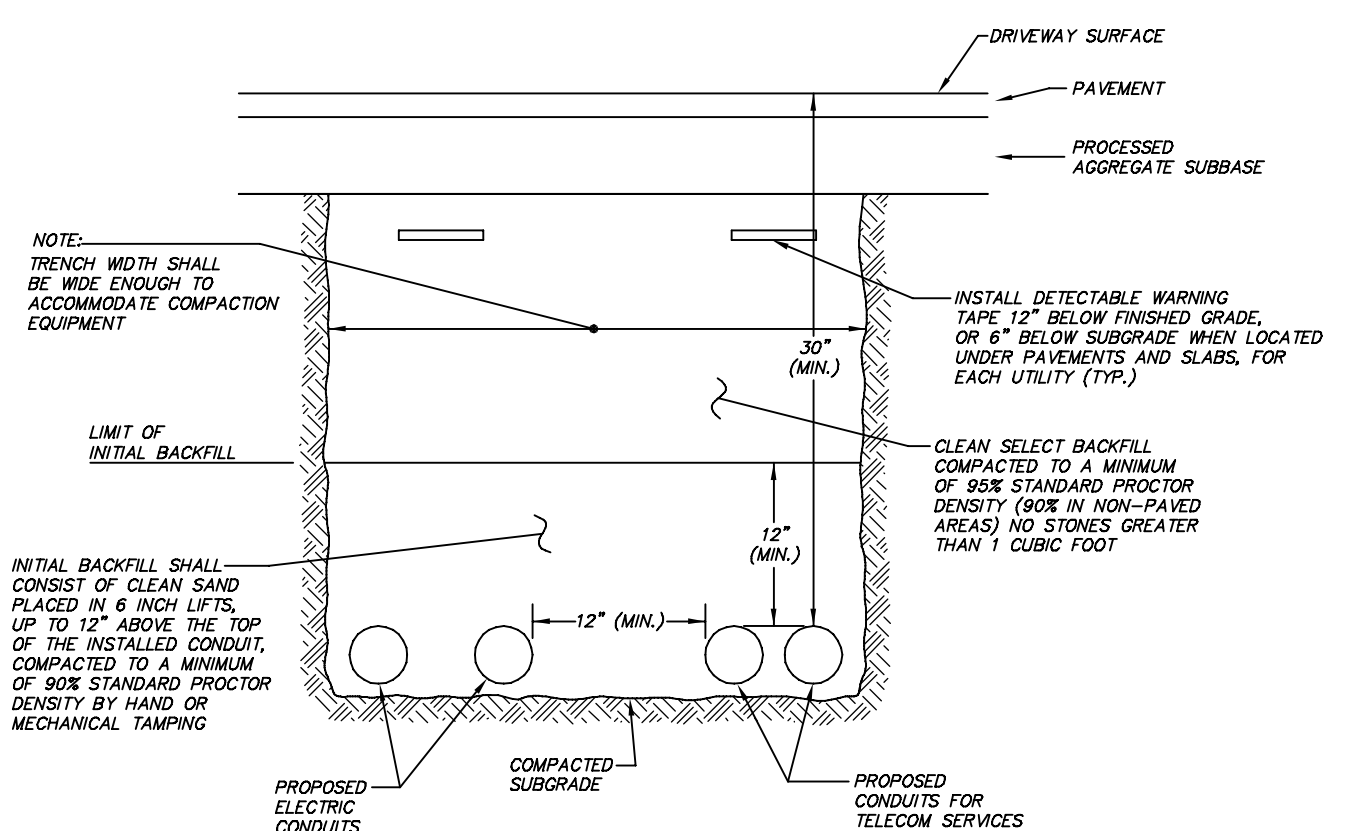 DRIVEWAY SURFACE
PAVEMENT
PROCESSED
AGGREGATE SUBBASE
NOTE:
TRENCH WIDTH SHALL
BE WIDE ENOUGH TO
ACCOMMODATE COMPACTION
EQUIPMENT
INSTALL DETECTABLE WARNING
TAPE 12" BELOW FINISHED GRADE,
OR 6" BELOW SUBGRADE WHEN LOCATED
UNDER PAVEMENTS AND SLABS, FOR
EACH UTILITY (TYP.)
30"
(MIN.)
LIMIT OF
INITIAL BACKFILL
CLEAN SELECT BACKFILL
COMPACTED TO A MINIMUM
OF 95% STANDARD PROCTOR
DENSITY (90% IN NON-PAVED
AREAS) NO STONES GREATER
THAN 1 CUBIC FOOT
12"
(MIN.)
INITIAL BACKFILL SHALL
CONSIST OF CLEAN SAND
PLACED IN 6 INCH LIFTS,
UP TO 12" ABOVE THE TOP
OF THE INSTALLED CONDUIT,
COMPACTED TO A MINIMUM
OF 90% STANDARD PROCTOR
DENSITY BY HAND OR
MECHANICAL TAMPING
12" (MIN.)
COMPACTED
SUBGRADE
PROPOSED
ELECTRIC
CONDUITS
PROPOSED
CONDUITS FOR
TELECOM SERVICES